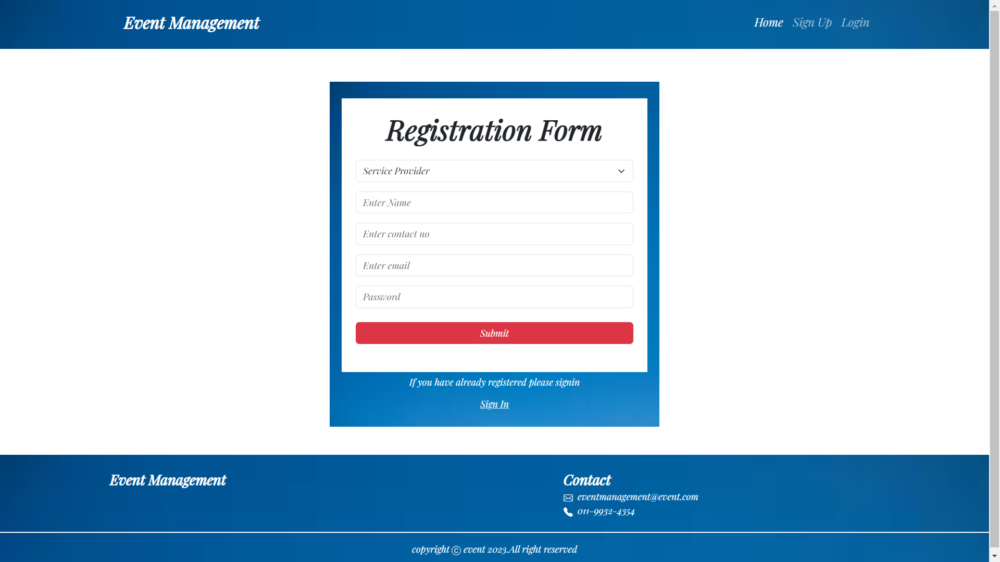 Event Management
Home Sign Up Login
Registration Form
Service Provider
Enter Name
Enter contact no
Enter email
Password
Submit
If you have already registered please signin
Sign In
Event Management
Contact
eventmanagement@event.com
011-9932-4354
copyright © event 2023.All right reserved